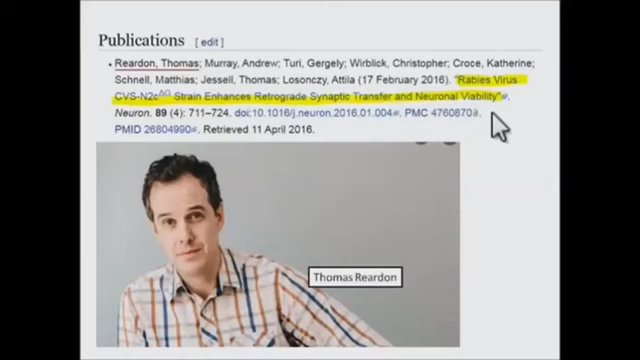 Publications [ edit ]
• Reardon, Thomas; Murray, Andrew; Turi, Gergely; Wirblick, Christopher; Croce, Katherine;
Schnell, Matthias; Jessell, Thomas; Losonczy, Attila (17 February 2016). "Rabies Virus
CVS-N2cΔG Strain Enhances Retrograde Synaptic Transfer and Neuronal Viability".
Neuron. 89 (4): 711–724. doi:10.1016/j.neuron.2016.01.004. PMC 4760870.
PMID 26804990. Retrieved 11 April 2016.
Thomas Reardon